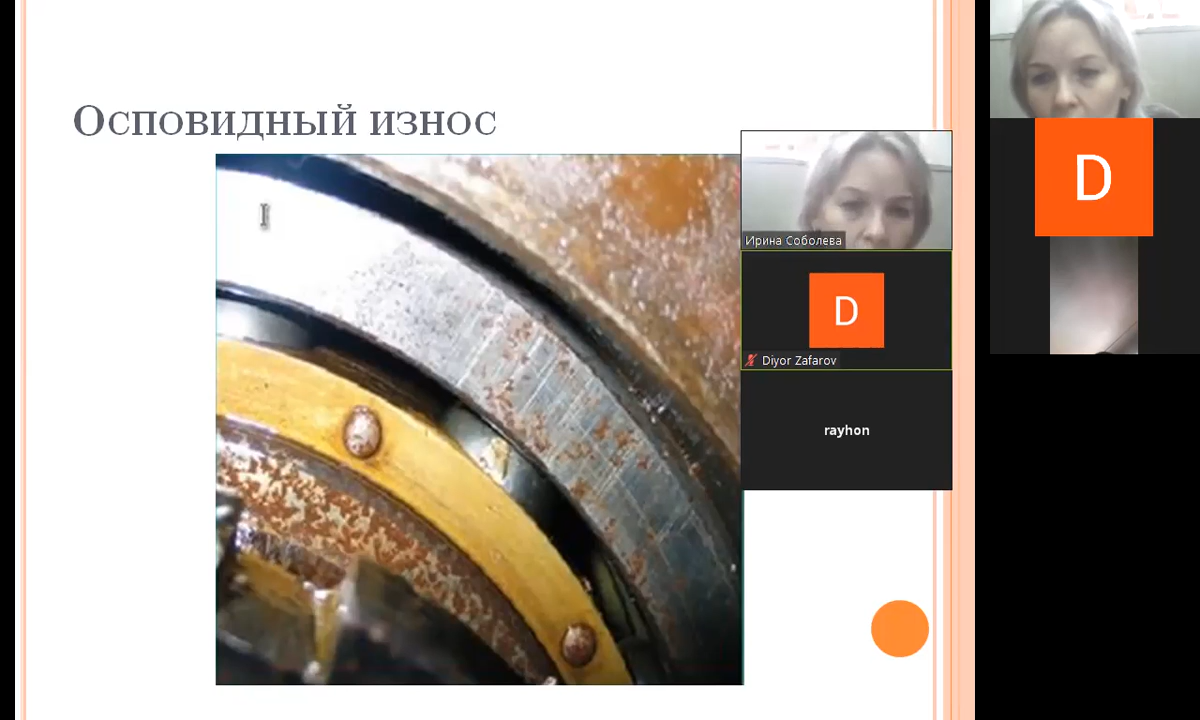 Осповидный износ
Ирина Соболева
D
Diyor Zafarov
rayhon
D